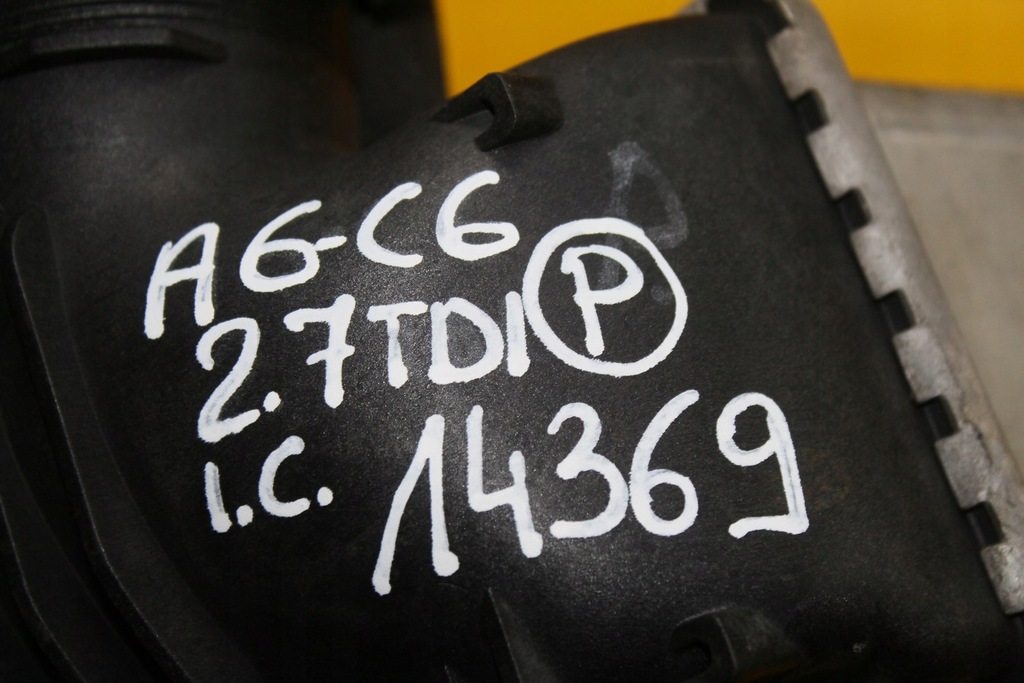 A6-C6
2.7TDI P
I.C. 14369